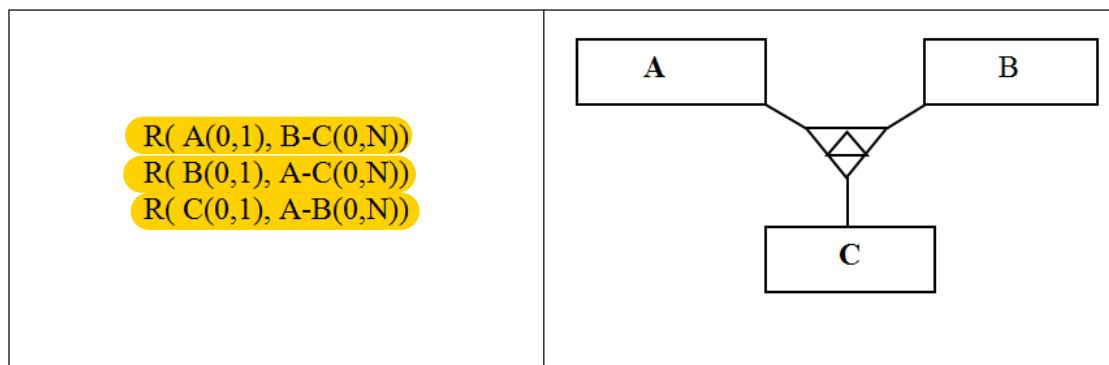 R( A(0,1), B-C(0,N))
R( B(0,1), A-C(0,N))
R( C(0,1), A-B(0,N))
A
B
C